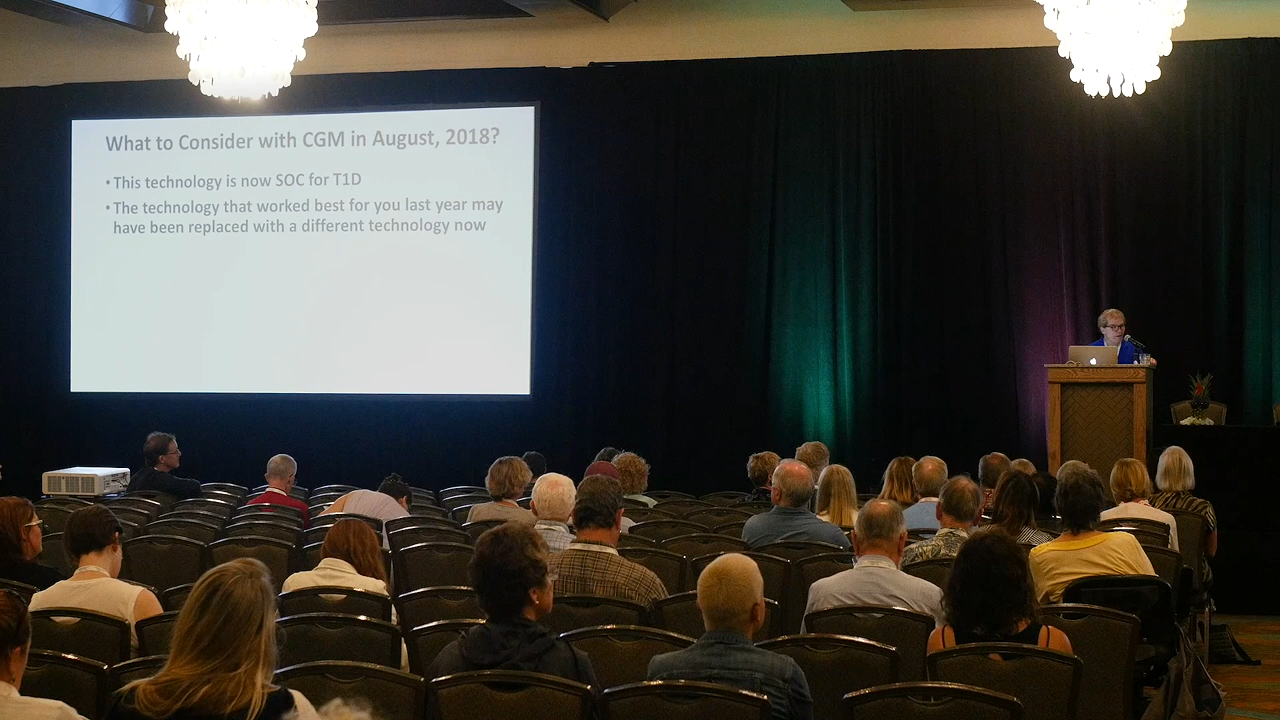 What to Consider with CGM in August, 2018?
• This technology is now SOC for T1D
• The technology that worked best for you last year may
have been replaced with a different technology now